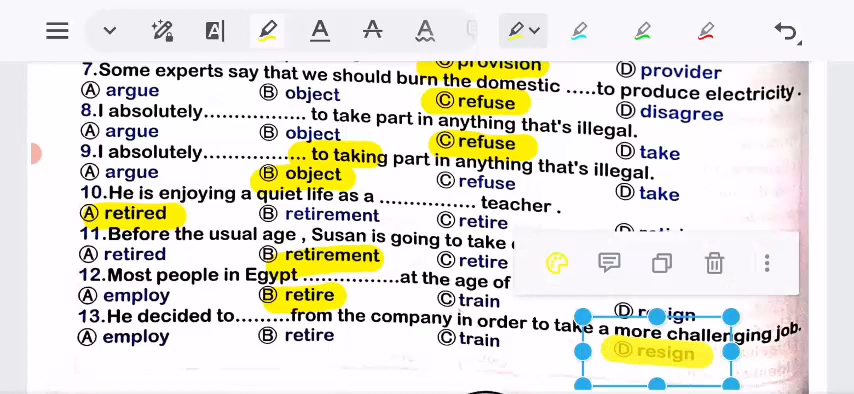 Ⓒ provision Ⓓ provider
7.Some experts say that we should burn the domestic .....to produce electricity.
Ⓐ argue Ⓑ object Ⓒ refuse Ⓓ disagree
8.I absolutely................ to take part in anything that's illegal.
Ⓐ argue Ⓑ object Ⓒ refuse Ⓓ take
9.I absolutely................ to taking part in anything that's illegal.
Ⓐ argue Ⓑ object Ⓒ refuse Ⓓ take
10.He is enjoying a quiet life as a ................ teacher .
Ⓐ retired Ⓑ retirement Ⓒ retire
11.Before the usual age , Susan is going to take
Ⓐ retired Ⓑ retirement Ⓒ retire
12.Most people in Egypt ................at the age of
Ⓐ employ Ⓑ retire Ⓒ train Ⓓ resign
13.He decided to.........from the company in order to take a more challenging job.
Ⓐ employ Ⓑ retire Ⓒ train Ⓓ resign